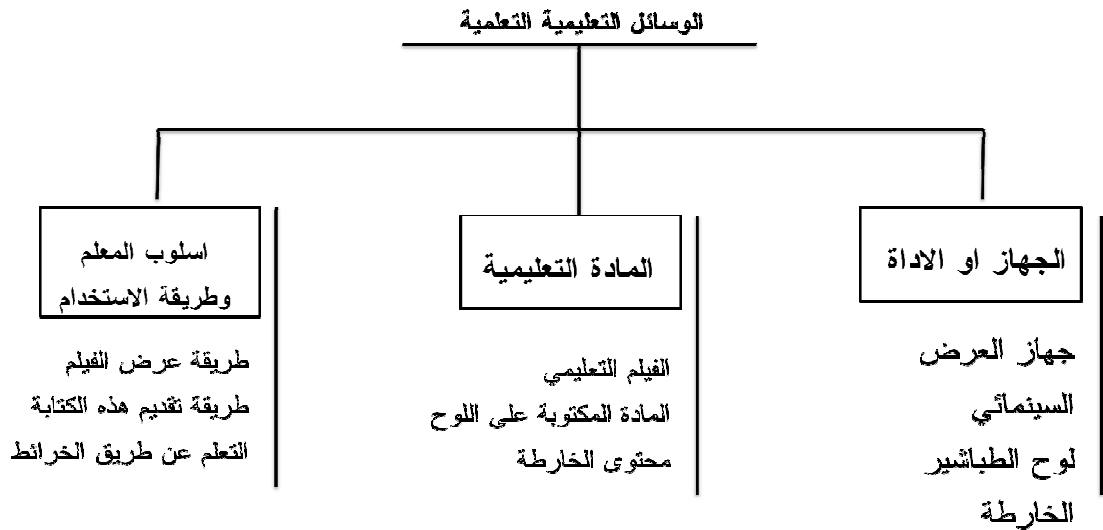 الوسائل التعليمية التعلمية
الجهاز او الاداة
جهاز العرض
السينمائي
لوح الطباشير
الخارطة
المادة التعليمية
الفيلم التعليمي
المادة المكتوبة على اللوح
محتوى الخارطة
اسلوب المعلم
وطريقة الاستخدام
طريقة عرض الفيلم
طريقة تقديم هذه الكتابة
التعلم عن طريق الخرائط